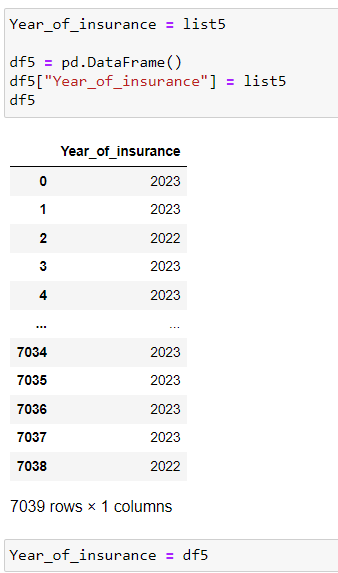 Year_of_insurance = list5
df5 = pd.DataFrame()
df5["Year_of_insurance"] = list5
df5
Year_of_insurance
0 2023
1 2023
2 2022
3 2023
4 2023
... ...
7034 2023
7035 2023
7036 2023
7037 2023
7038 2022
7039 rows × 1 columns
Year_of_insurance = df5